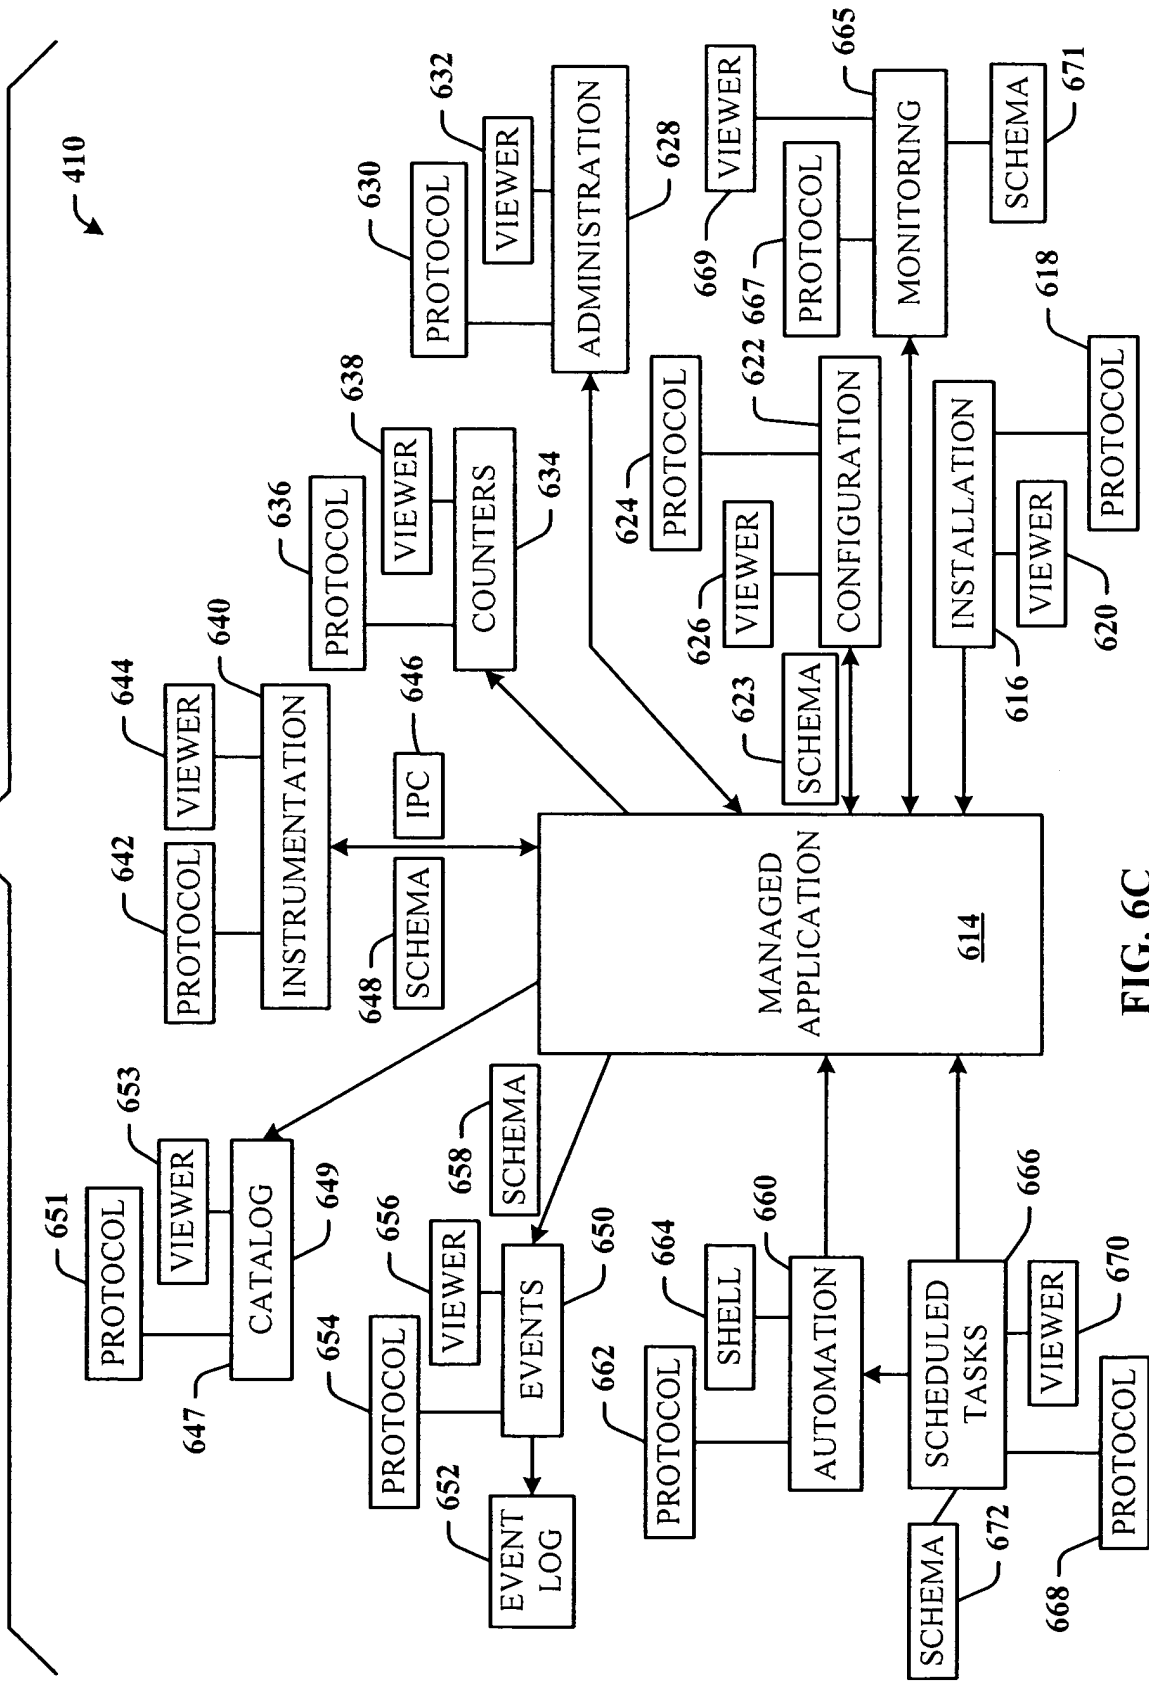 410
651
PROTOCOL
653
VIEWER
CATALOG
647
649
642
PROTOCOL
644
VIEWER
INSTRUMENTATION
640
636
PROTOCOL
638
VIEWER
COUNTERS
634
630
PROTOCOL
632
VIEWER
ADMINISTRATION
628
654
PROTOCOL
656
VIEWER
EVENTS
650
652
EVENT
LOG
658
SCHEMA
648
SCHEMA
IPC
646
662
PROTOCOL
664
SHELL
AUTOMATION
660
MANAGED
APPLICATION
614
623
SCHEMA
626
VIEWER
624
PROTOCOL
CONFIGURATION
622
667
PROTOCOL
669
VIEWER
MONITORING
665
SCHEMA
671
SCHEDULED
TASKS
666
SCHEMA
672
VIEWER
670
668
PROTOCOL
INSTALLATION
616
VIEWER
620
PROTOCOL
618
FIG. 6C